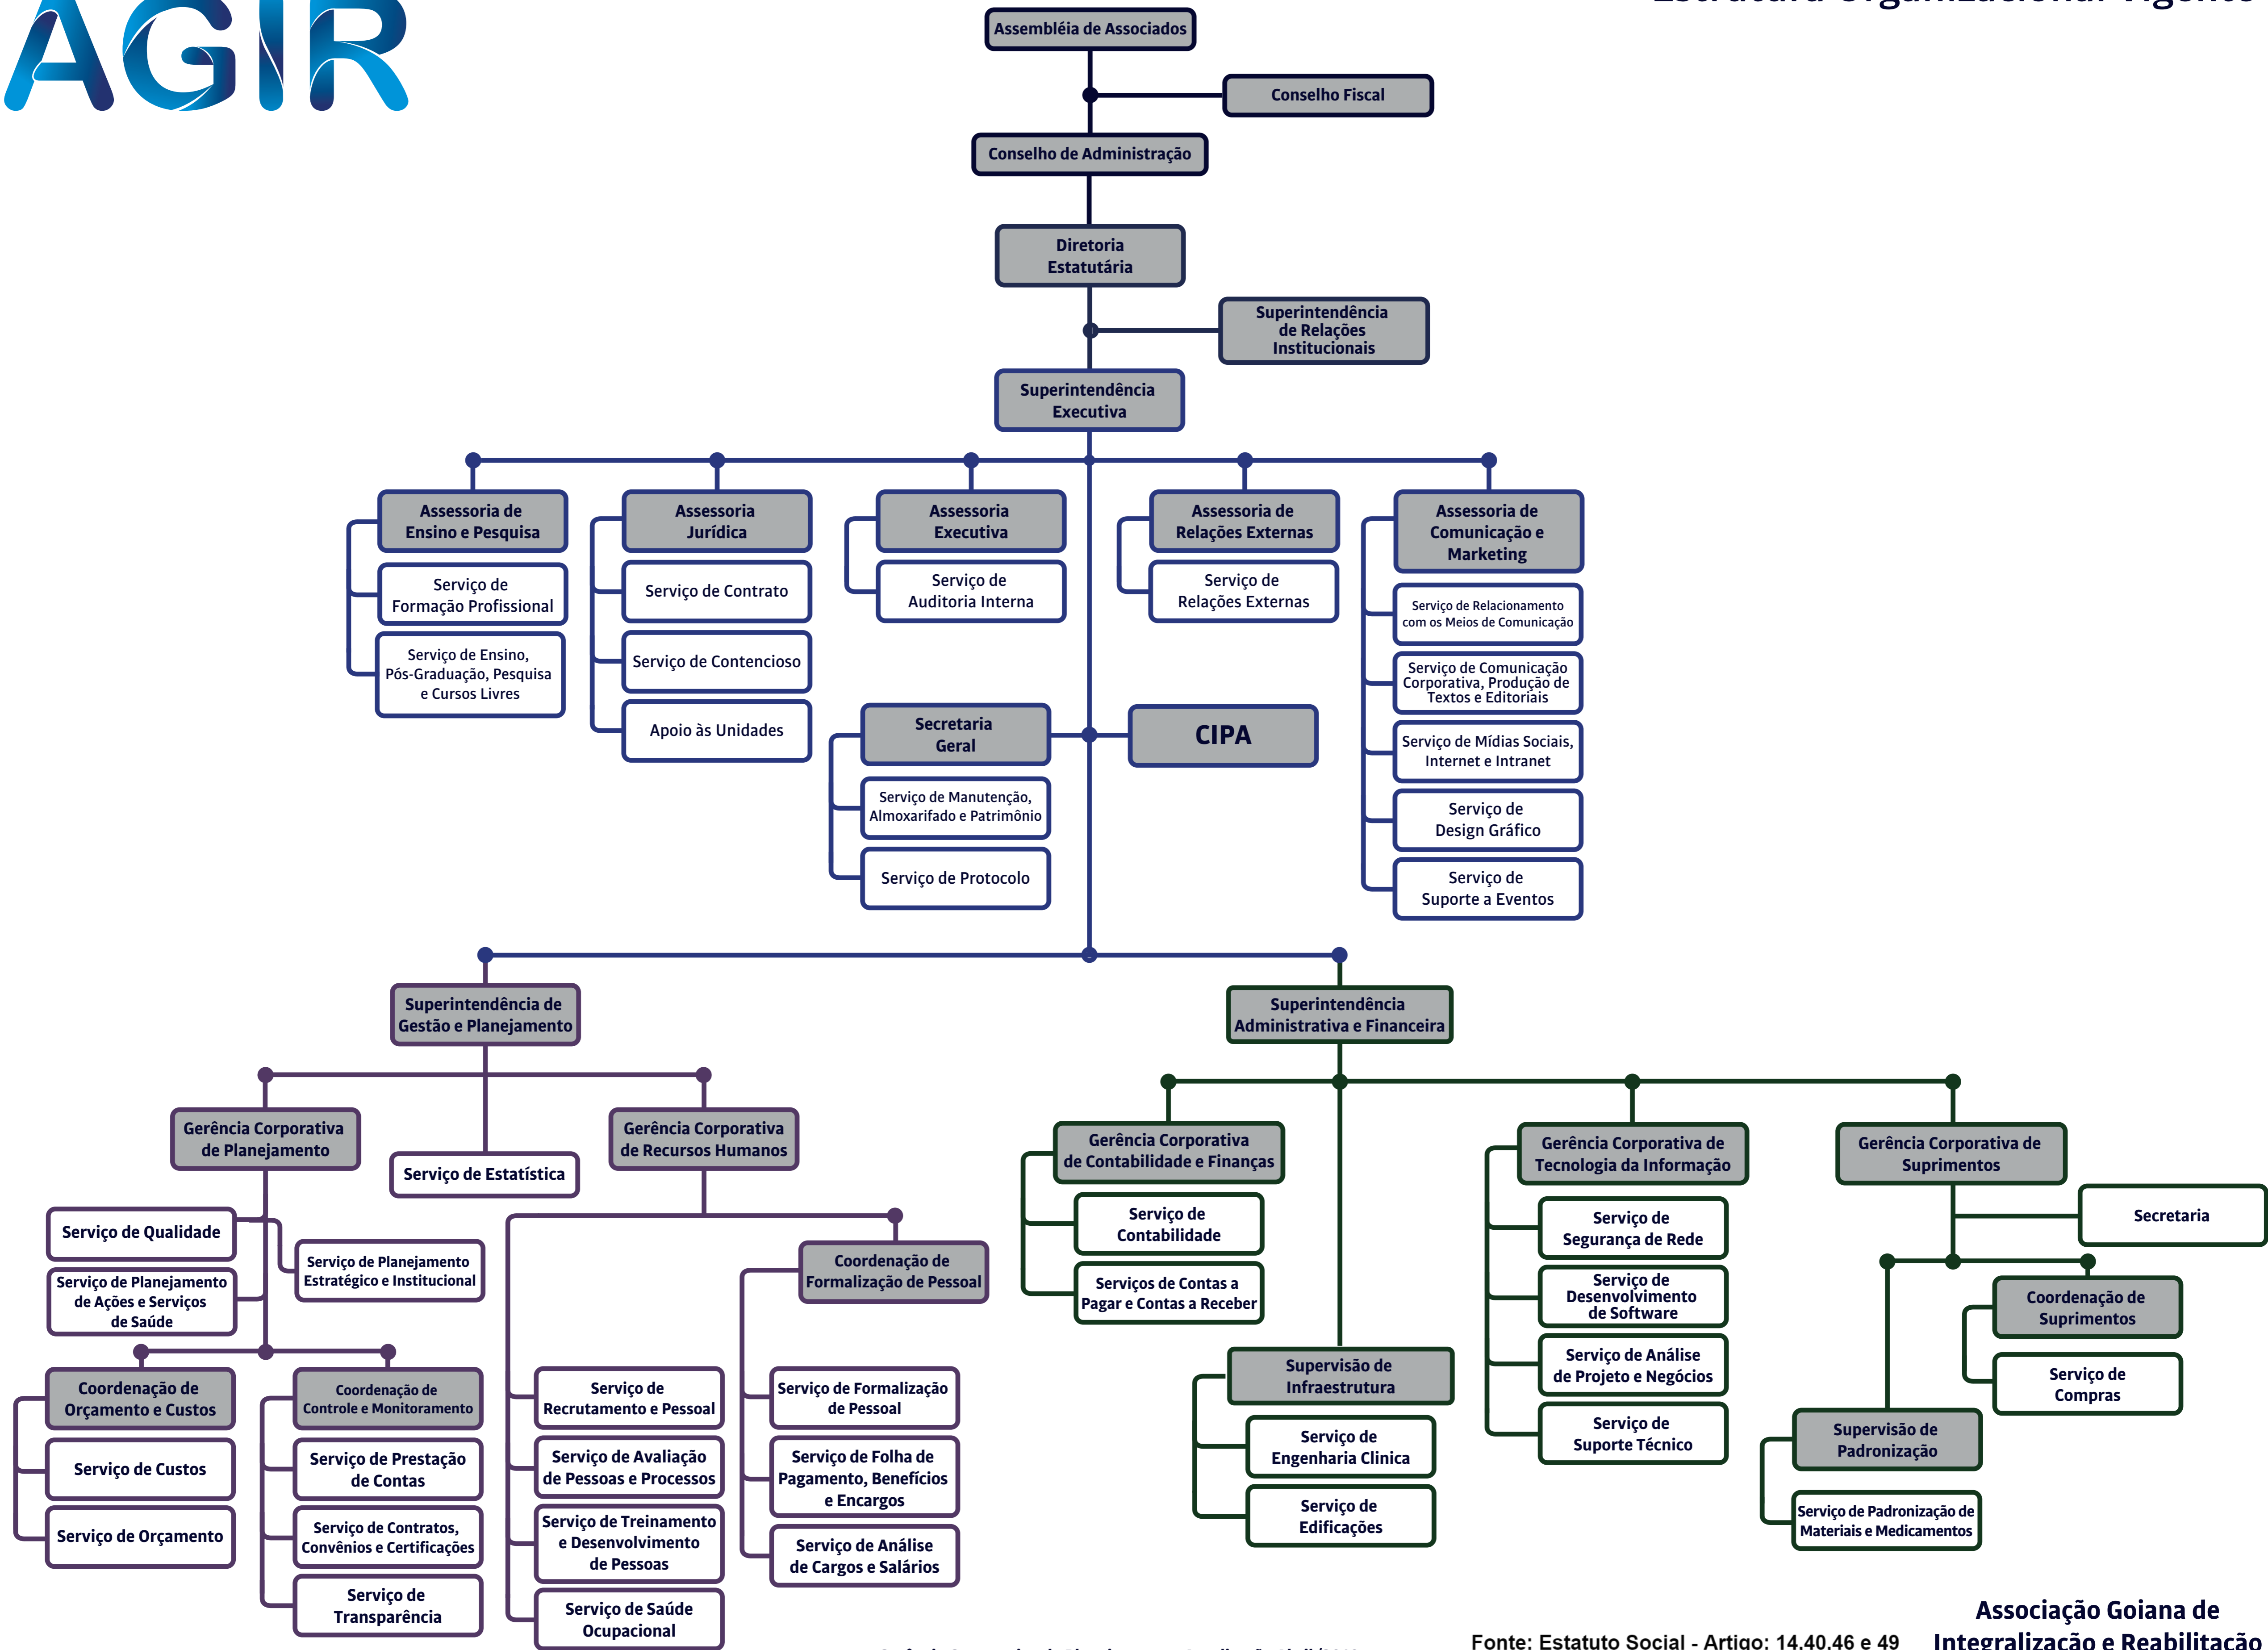 AGIR
Estrutura Organizacional Vigente
Assembléia de Associados
Conselho Fiscal
Conselho de Administração
Diretoria
Estatutária
Superintendência
de Relações
Institucionais
Superintendência
Executiva
Assessoria de
Ensino e Pesquisa
Serviço de
Formação Profissional
Serviço de Ensino,
Pós-Graduação, Pesquisa
e Cursos Livres
Assessoria
Jurídica
Serviço de Contrato
Serviço de Contencioso
Apoio às Unidades
Assessoria
Executiva
Serviço de
Auditoria Interna
Assessoria de
Relações Externas
Serviço de
Relações Externas
Assessoria de
Comunicação e
Marketing
Serviço de Relacionamento
com os Meios de Comunicação
Serviço de Comunicação
Corporativa, Produção de
Textos e Editoriais
Serviço de Mídias Sociais,
Internet e Intranet
Serviço de
Design Gráfico
Serviço de
Suporte a Eventos
Secretaria
Geral
Serviço de Manutenção,
Almoxarifado e Patrimônio
Serviço de Protocolo
CIPA
Superintendência de
Gestão e Planejamento
Gerência Corporativa
de Planejamento
Serviço de Estatística
Gerência Corporativa
de Recursos Humanos
Serviço de Qualidade
Serviço de Planejamento
Estratégico e Institucional
Serviço de Planejamento
de Ações e Serviços
de Saúde
Coordenação de
Orçamento e Custos
Serviço de Custos
Serviço de Orçamento
Coordenação de
Controle e Monitoramento
Serviço de Prestação
de Contas
Serviço de Contratos,
Convênios e Certificações
Serviço de
Transparência
Serviço de
Recrutamento e Pessoal
Serviço de Avaliação
de Pessoas e Processos
Serviço de Treinamento
e Desenvolvimento
de Pessoas
Serviço de Saúde
Ocupacional
Coordenação de
Formalização de Pessoal
Serviço de Formalização
de Pessoal
Serviço de Folha de
Pagamento, Benefícios
e Encargos
Serviço de Análise
de Cargos e Salários
Superintendência
Administrativa e Financeira
Gerência Corporativa
de Contabilidade e Finanças
Serviço de
Contabilidade
Serviços de Contas a
Pagar e Contas a Receber
Supervisão de
Infraestrutura
Serviço de
Engenharia Clinica
Serviço de
Edificações
Gerência Corporativa de
Tecnologia da Informação
Serviço de
Segurança de Rede
Serviço de
Desenvolvimento
de Software
Serviço de Análise
de Projeto e Negócios
Serviço de
Suporte Técnico
Gerência Corporativa de
Suprimentos
Secretaria
Coordenação de
Suprimentos
Serviço de
Compras
Supervisão de
Padronização
Serviço de Padronização de
Materiais e Medicamentos
Fonte: Estatuto Social - Artigo: 14,40,46 e 49
Associação Goiana de
Integralização e Reabilitação